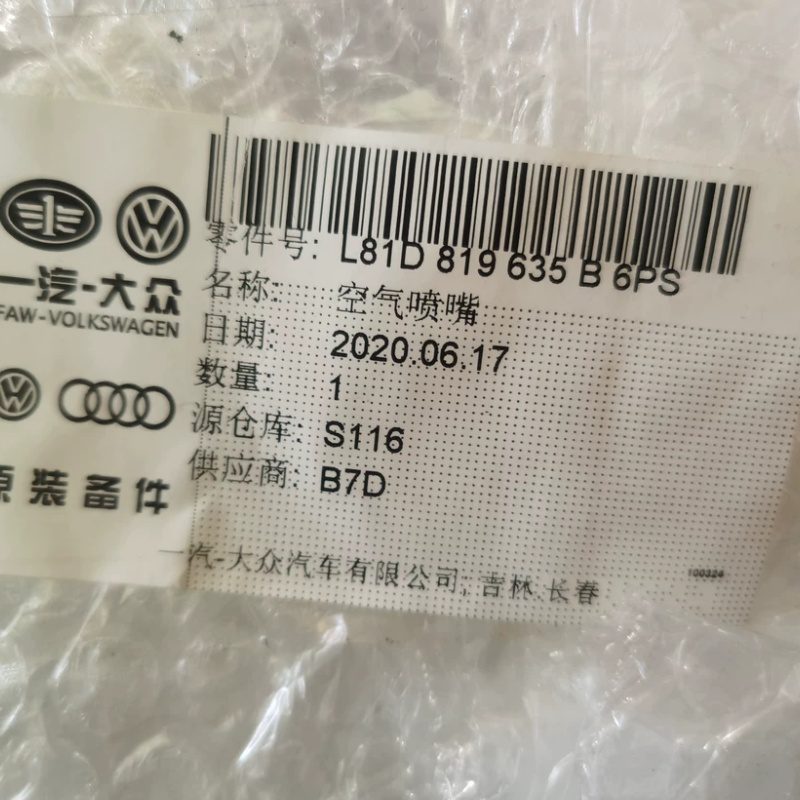 零件号: L81D 819 635 B 6PS
名称: 空气喷嘴
日期: 2020.06.17
数量: 1
源仓库: S116
供应商: B7D
一汽-大众
FAW-VOLKSWAGEN
原装备件
一汽-大众汽车有限公司; 吉林 长春
100324